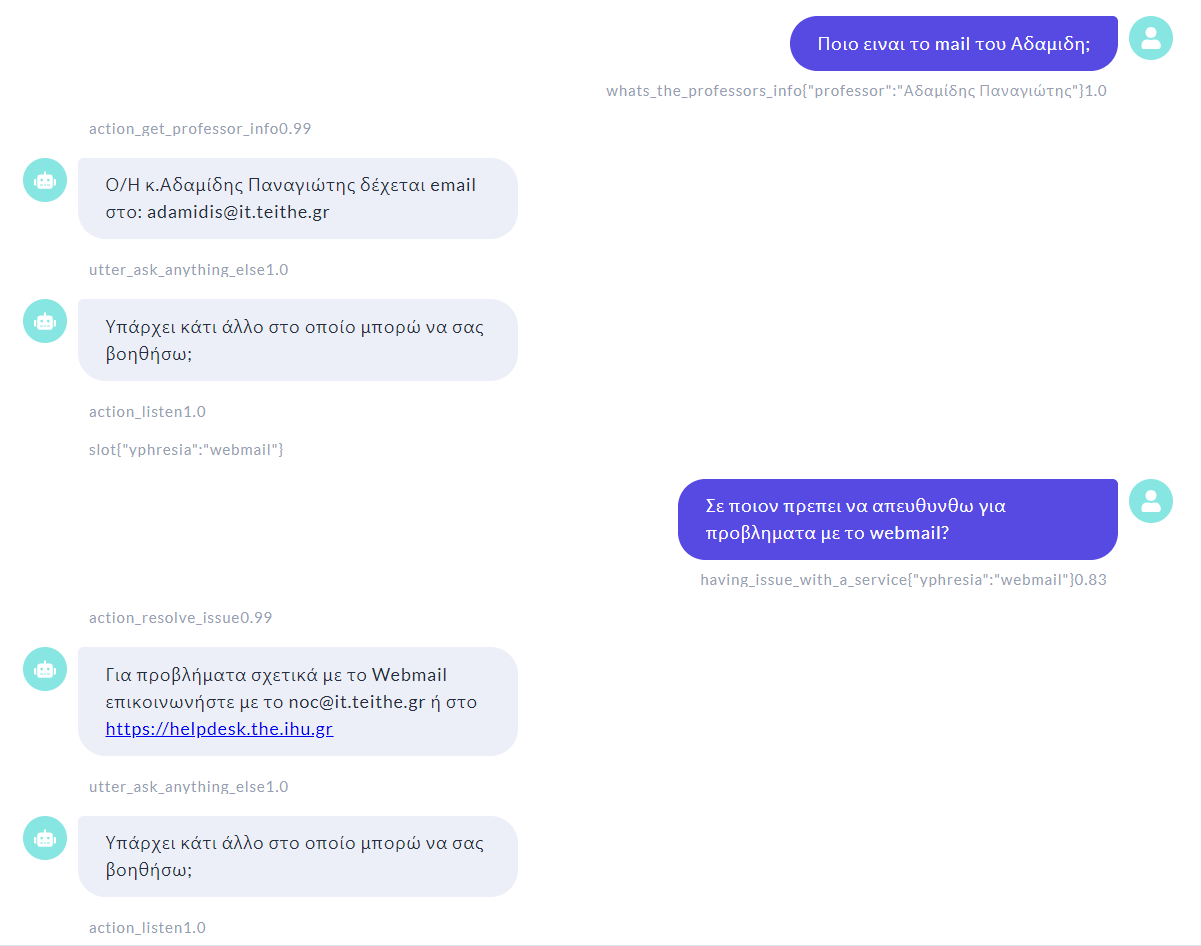 Ποιο ειναι το mail του Αδαμιδη;
whats_the_professors_info{"professor":"Αδαμίδης Παναγιώτης"}1.0
action_get_professor_info0.99
Ο/Η κ.Αδαμίδης Παναγιώτης δέχεται email
στο: adamidis@it.teithe.gr
utter_ask_anything_else1.0
Υπάρχει κάτι άλλο στο οποίο μπορώ να σας
βοηθήσω;
action_listen1.0
slot{"yphresia":"webmail"}
Σε ποιον πρεπει να απευθυνθω για
προβληματα με το webmail?
having_issue_with_a_service{"yphresia":"webmail"}0.83
action_resolve_issue0.99
Για προβλήματα σχετικά με το Webmail
επικοινωνήστε με το noc@it.teithe.gr ή στο
https://helpdesk.the.ihu.gr
utter_ask_anything_else1.0
Υπάρχει κάτι άλλο στο οποίο μπορώ να σας
βοηθήσω;
action_listen1.0